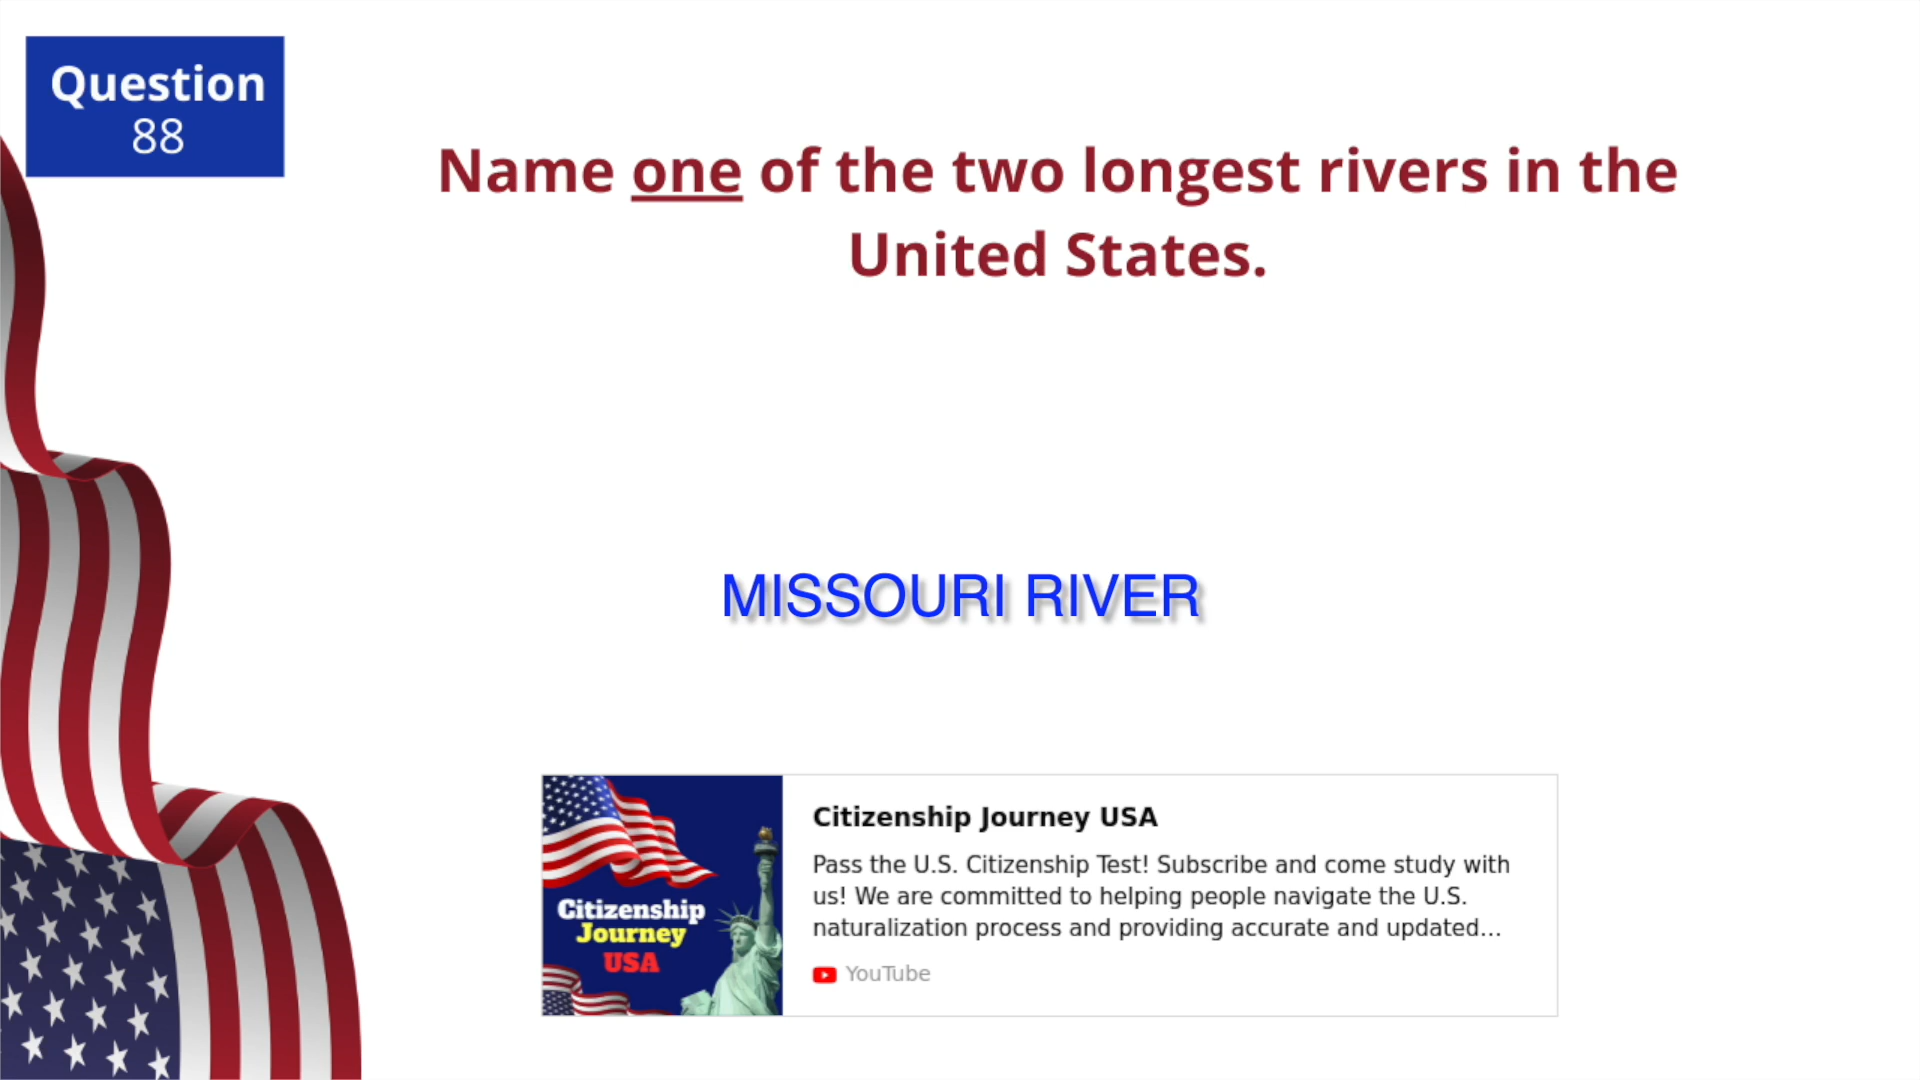 Question
88
Name one of the two longest rivers in the
United States.
MISSOURI RIVER
Citizenship
Journey
USA
Citizenship Journey USA
Pass the U.S. Citizenship Test! Subscribe and come study with
us! We are committed to helping people navigate the U.S.
naturalization process and providing accurate and updated...
YouTube